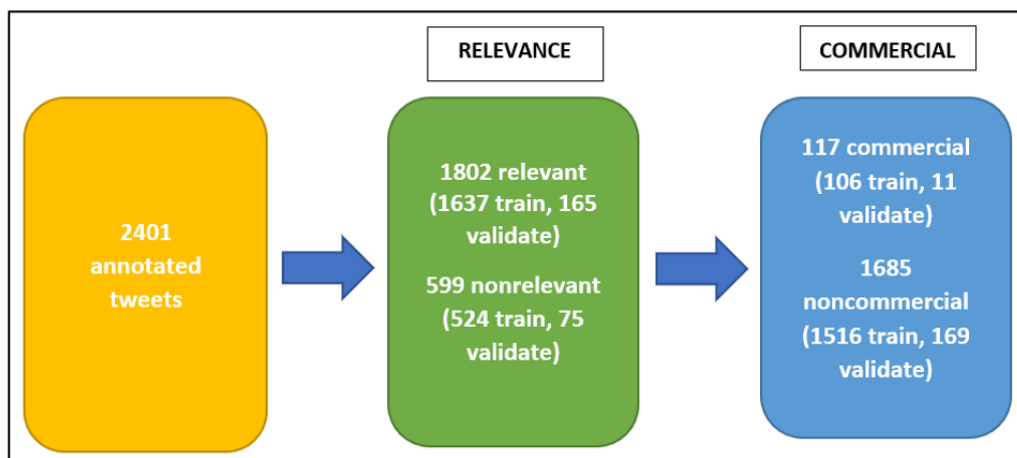 RELEVANCE
COMMERCIAL
2401
annotated
tweets
1802 relevant
(1637 train, 165
validate)
599 nonrelevant
(524 train, 75
validate)
117 commercial
(106 train, 11
validate)
1685
noncommercial
(1516 train, 169
validate)